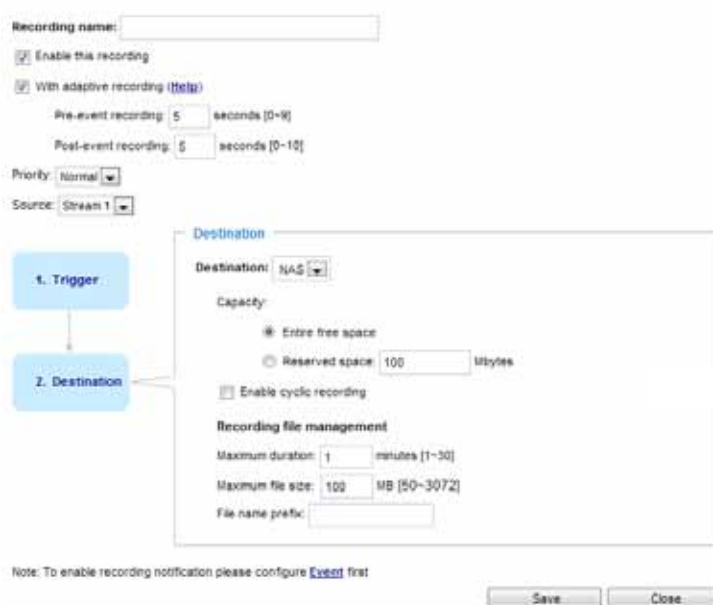 Recording name:
Enable this recording
With adaptive recording (Help)
Pre-event recording: 5 seconds [0~9]
Post-event recording: 5 seconds [0~10]
Priority: Normal
Source: Stream 1
1. Trigger
2. Destination
Destination
Destination: NAS
Capacity:
Entire free space
Reserved space: 100 Mbytes
Enable cyclic recording
Recording file management
Maximum duration: 1 minutes [1~30]
Maximum file size: 100 MB [50~3072]
File name prefix:
Note: To enable recording notification please configure Event first
Save Close